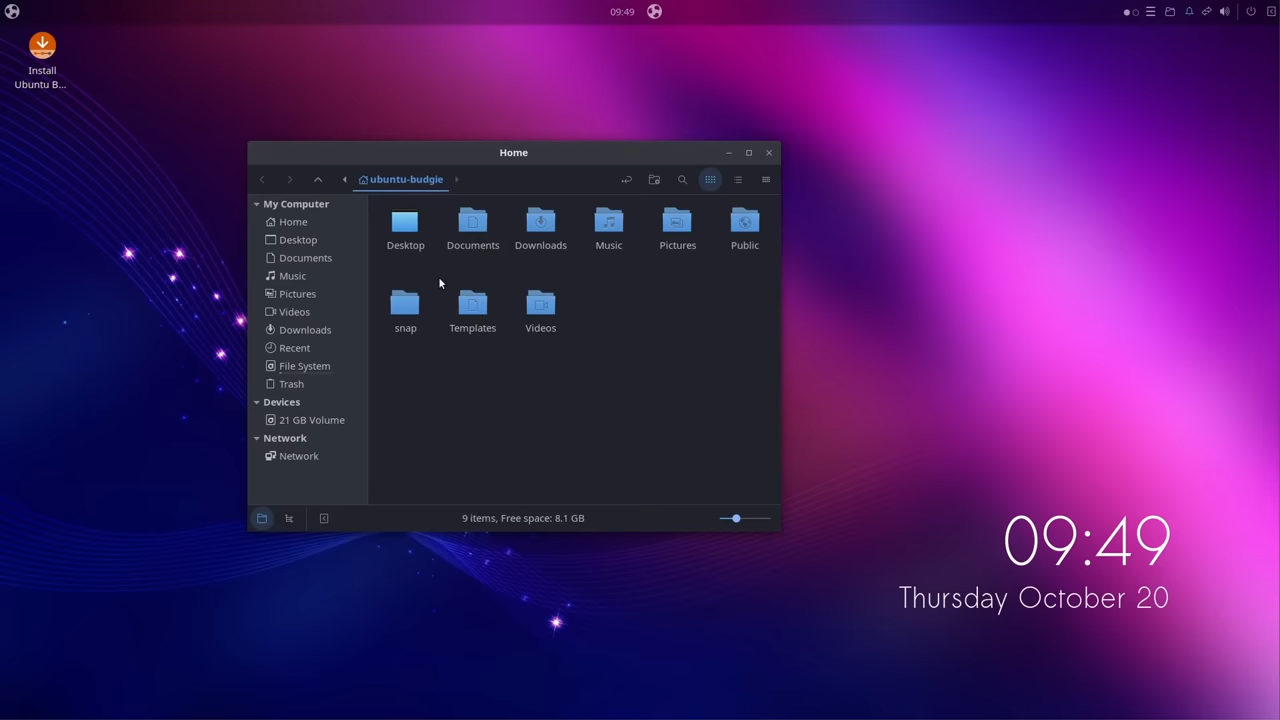 09:49
Install
Ubuntu B...
Home
ubuntu-budgie
My Computer
Home
Desktop
Documents
Music
Pictures
Videos
Downloads
Recent
File System
Trash
Devices
21 GB Volume
Network
Network
Desktop
Documents
Downloads
Music
Pictures
Public
snap
Templates
Videos
9 items, Free space: 8.1 GB
09:49
Thursday October 20